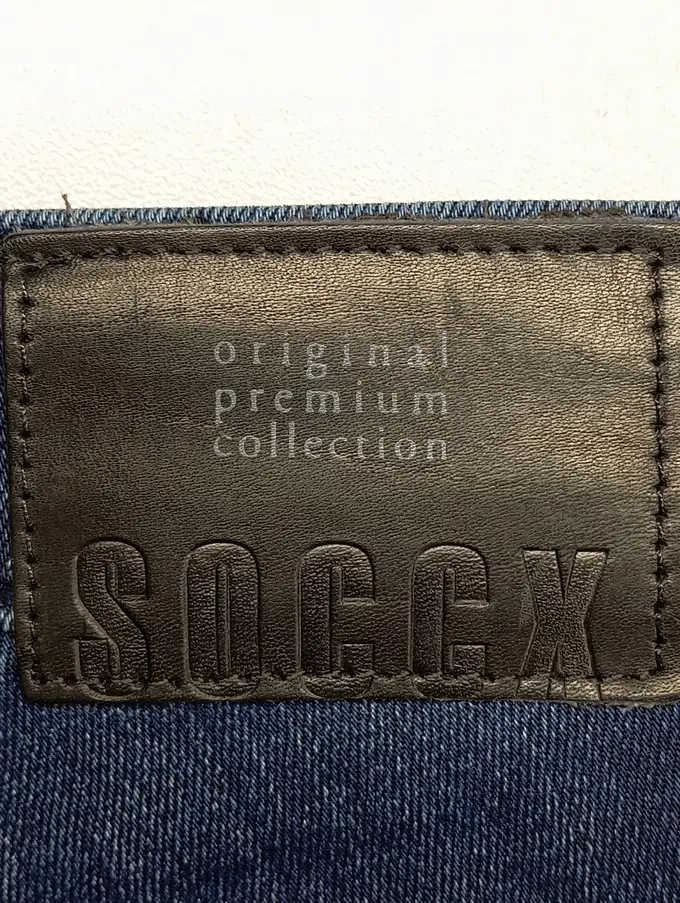 original
premium
collection
SOCCX